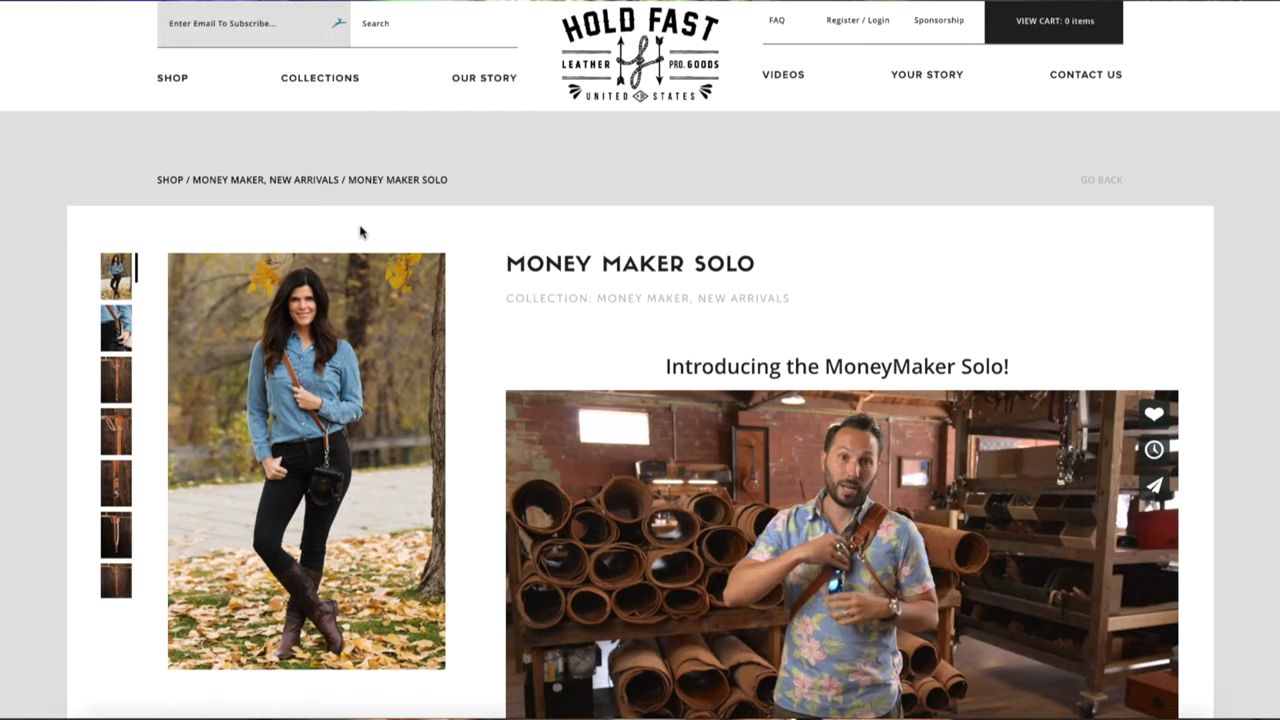 Enter Email To Subscribe...
Search
SHOP
COLLECTIONS
OUR STORY
HOLD FAST
LEATHER PRO. GOODS
UNITED STATES
FAQ
Register / Login
Sponsorship
VIEW CART: 0 items
VIDEOS
YOUR STORY
CONTACT US
SHOP / MONEY MAKER, NEW ARRIVALS / MONEY MAKER SOLO
GO BACK
MONEY MAKER SOLO
COLLECTION: MONEY MAKER, NEW ARRIVALS
Introducing the MoneyMaker Solo!